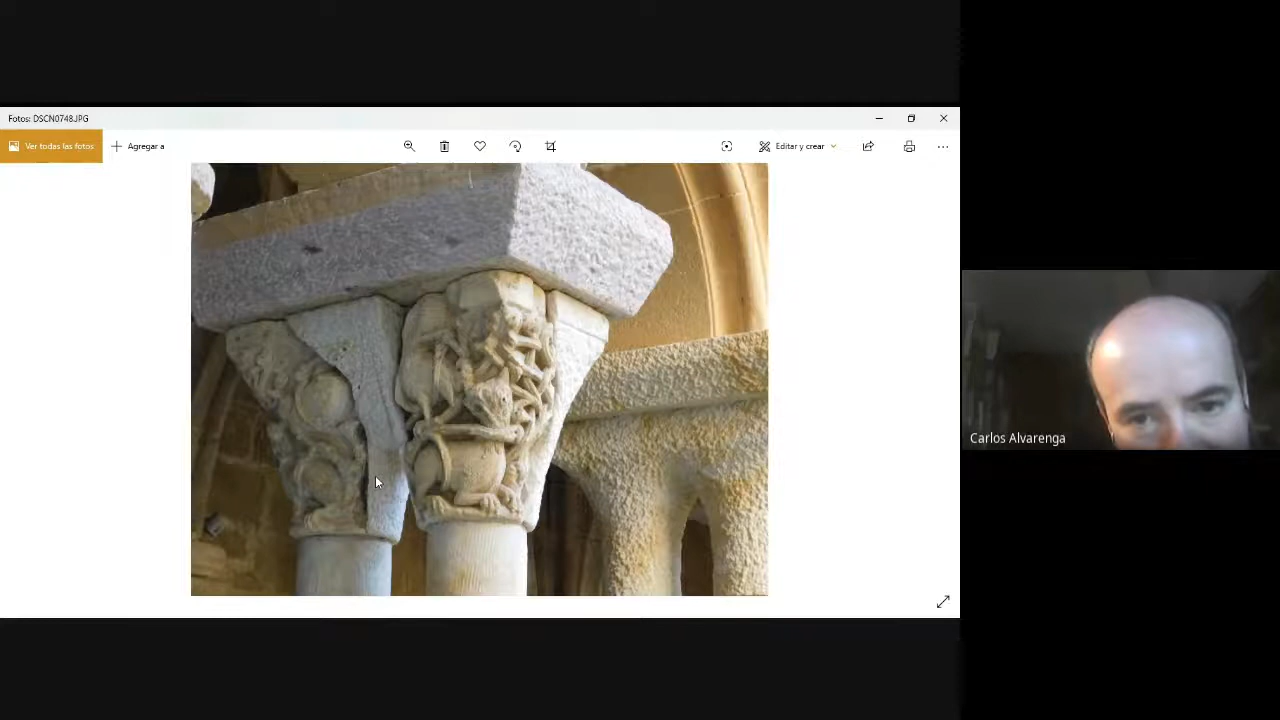 Fotos: DSCN0748.JPG
Ver todas las fotos
Agregar a
Editar y crear
Carlos Alvarenga